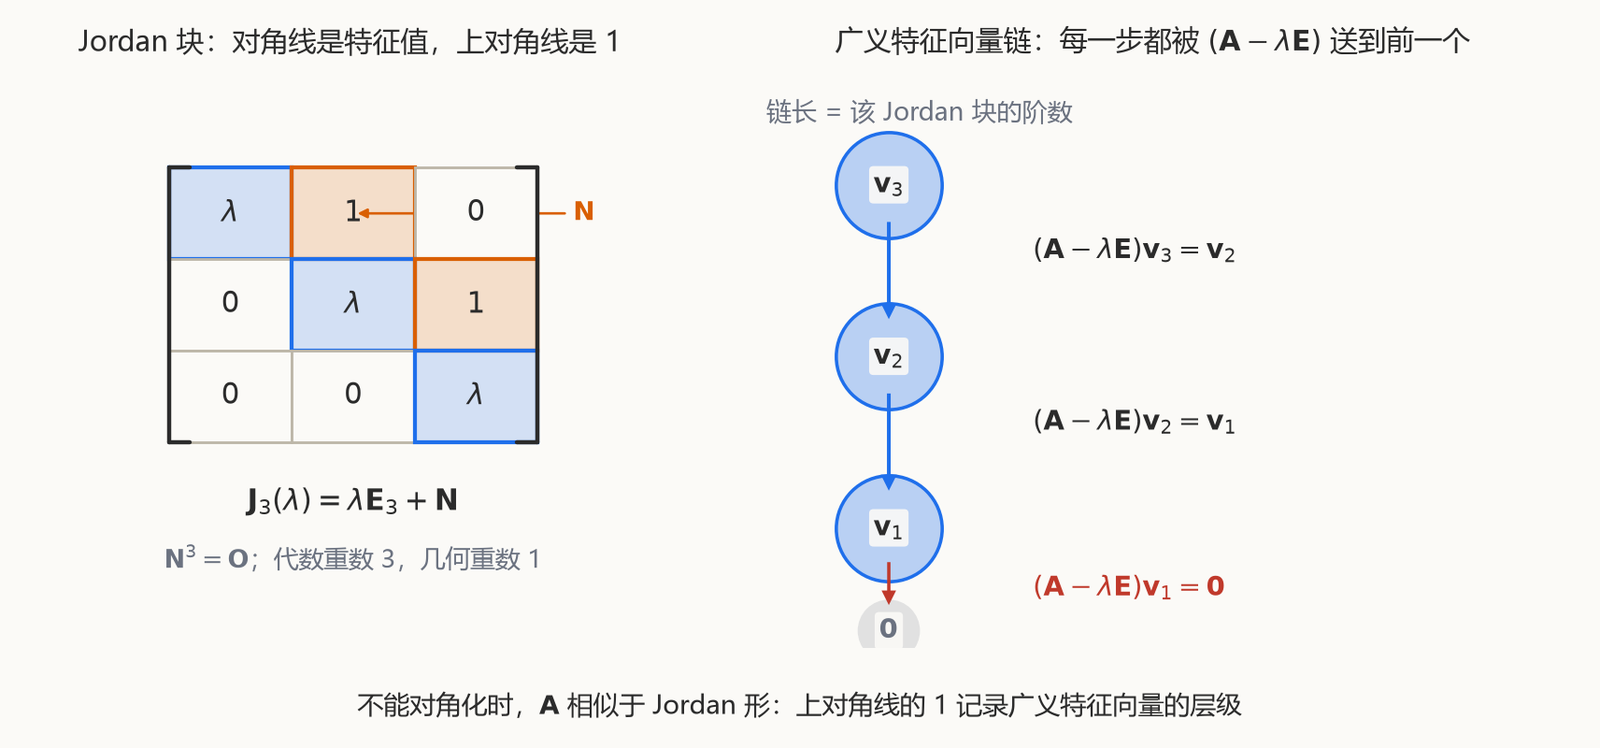 Jordan 块：对角线是特征值，上对角线是 1
λ 1 0 N
0 λ 1
0 0 λ
J₃(λ) = λE₃ + N
N³ = O；代数重数 3，几何重数 1
广义特征向量链：每一步都被 (A − λE) 送到前一个
链长 = 该 Jordan 块的阶数
v₃
(A − λE)v₃ = v₂
v₂
(A − λE)v₂ = v₁
v₁
(A − λE)v₁ = 0
0
不能对角化时，A 相似于 Jordan 形：上对角线的 1 记录广义特征向量的层级